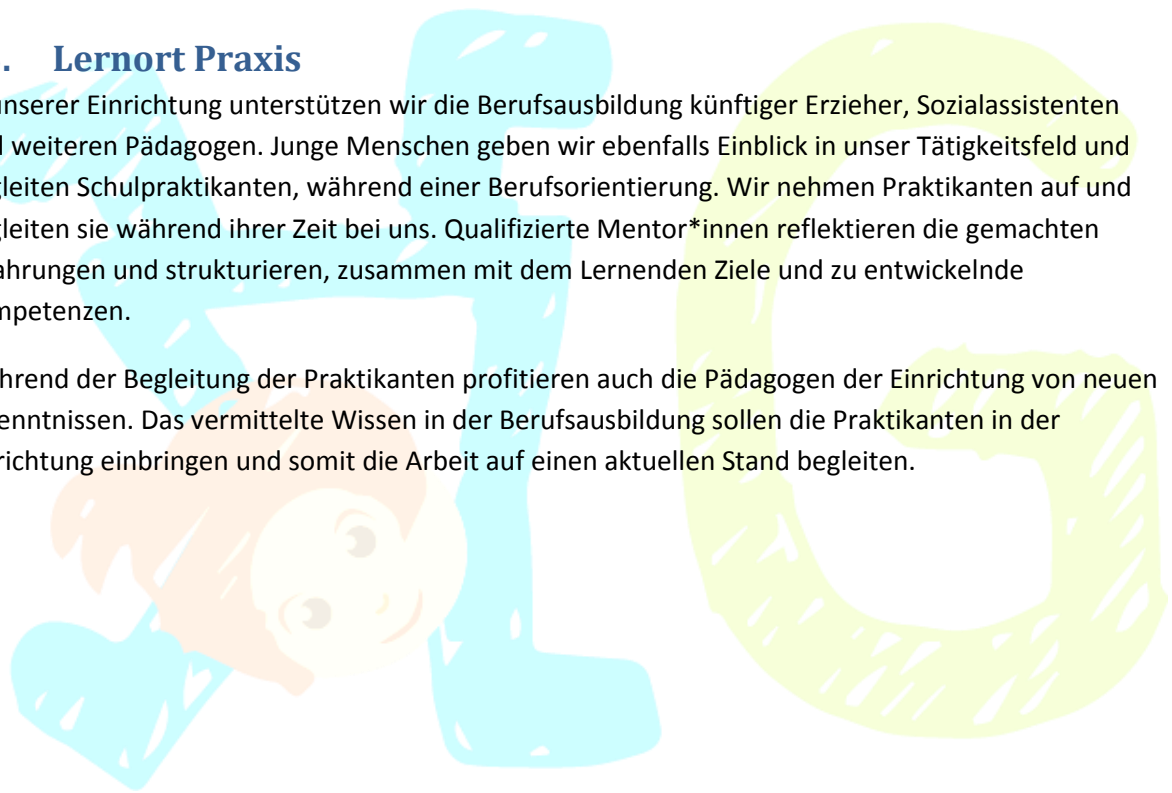 . Lernort Praxis
unserer Einrichtung unterstützen wir die Berufsausbildung künftiger Erzieher, Sozialassistenten
weiteren Pädagogen. Junge Menschen geben wir ebenfalls Einblick in unser Tätigkeitsfeld und
gleiten Schulpraktikanten, während einer Berufsorientierung. Wir nehmen Praktikanten auf und
gleiten sie während ihrer Zeit bei uns. Qualifizierte Mentor*innen reflektieren die gemachten
ahrungen und strukturieren, zusammen mit dem Lernenden Ziele und zu entwickelnde
mpetenzen.
hrend der Begleitung der Praktikanten profitieren auch die Pädagogen der Einrichtung von neuen
enntnissen. Das vermittelte Wissen in der Berufsausbildung sollen die Praktikanten in der
richtung einbringen und somit die Arbeit auf einen aktuellen Stand begleiten.